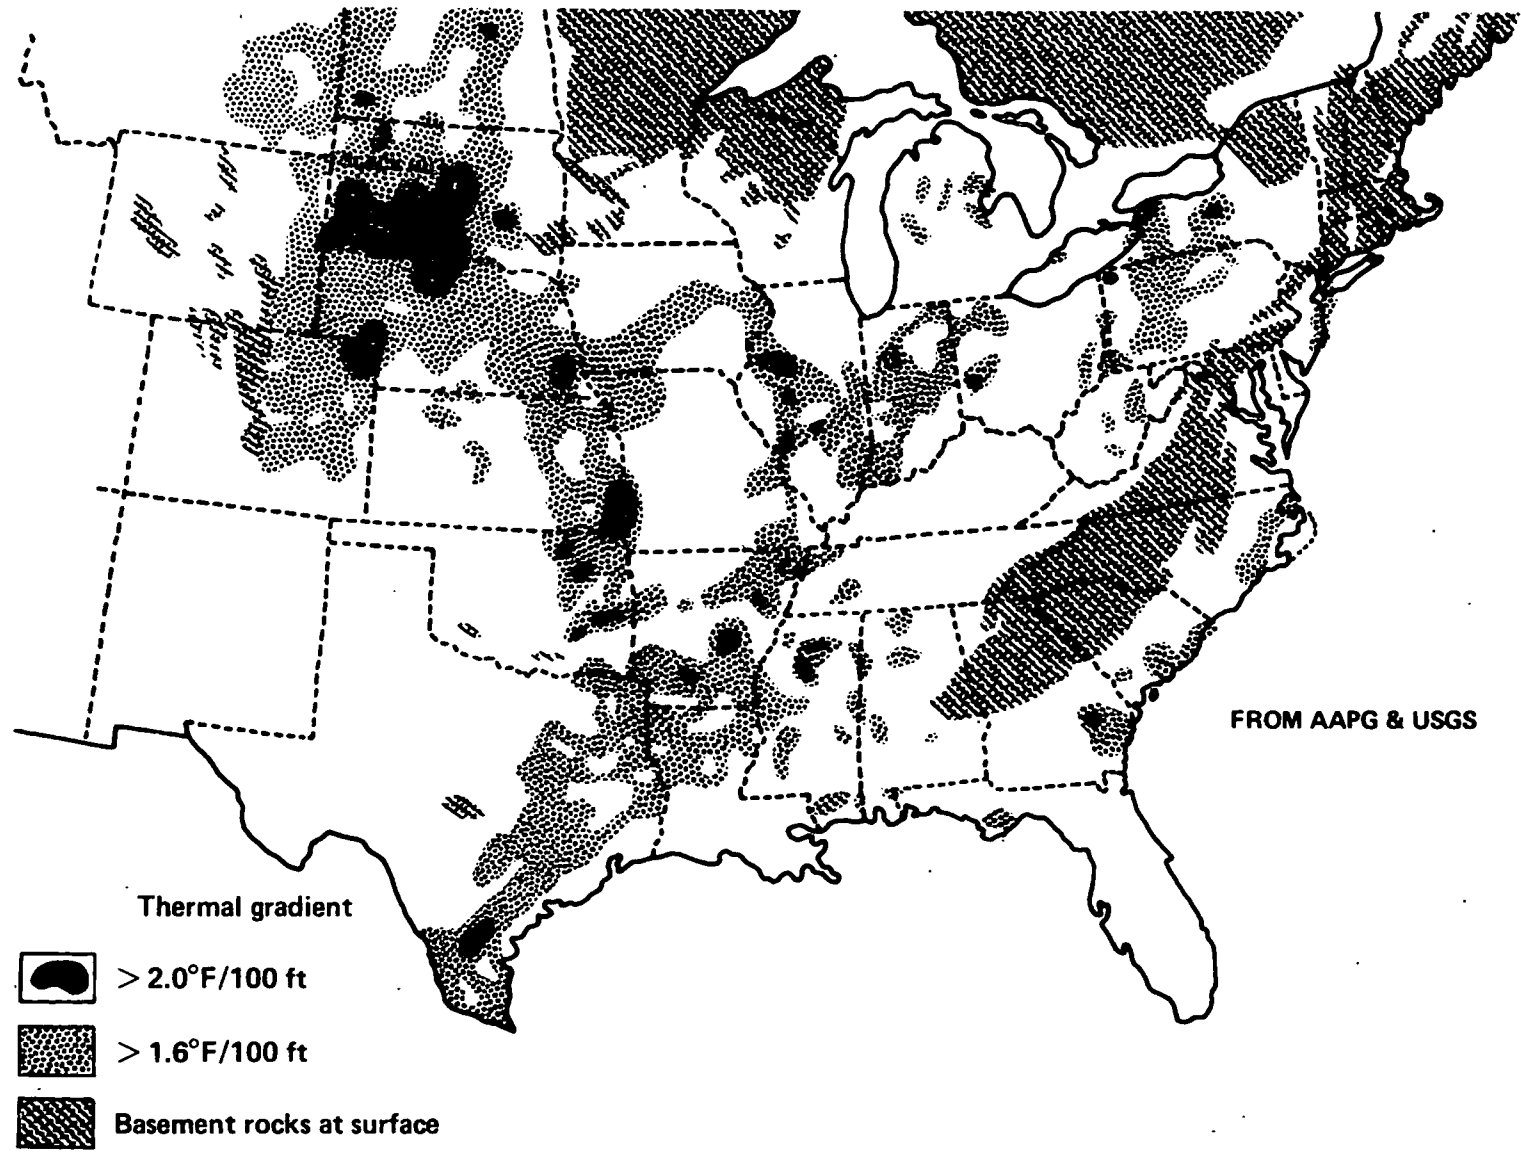 FROM AAPG & USGS
Thermal gradient
> 2.0°F/100 ft
> 1.6°F/100 ft
Basement rocks at surface